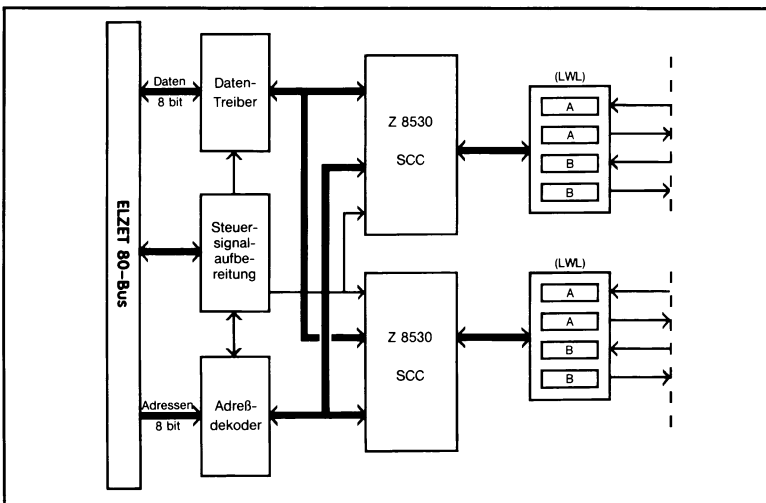 ELZET 80-Bus
Daten
8 bit
Daten-
Treiber
Steuer-
signal-
aufbe-
reitung
Adressen
8 bit
Adreß-
dekoder
Z 8530
SCC
Z 8530
SCC
(LWL)
A
A
B
B
(LWL)
A
A
B
B